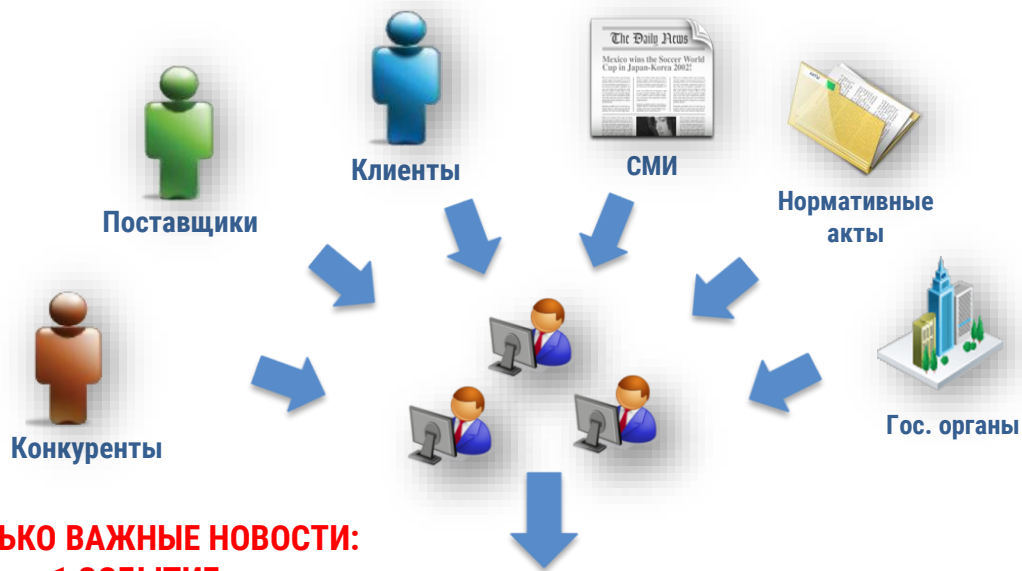 The Daily News
Mexico wins the Soccer World
Cup in Japan-Korea 2002!
Клиенты
СМИ
Поставщики
Нормативные
акты
Конкуренты
Гос. органы
ВАЖНЫЕ НОВОСТИ: